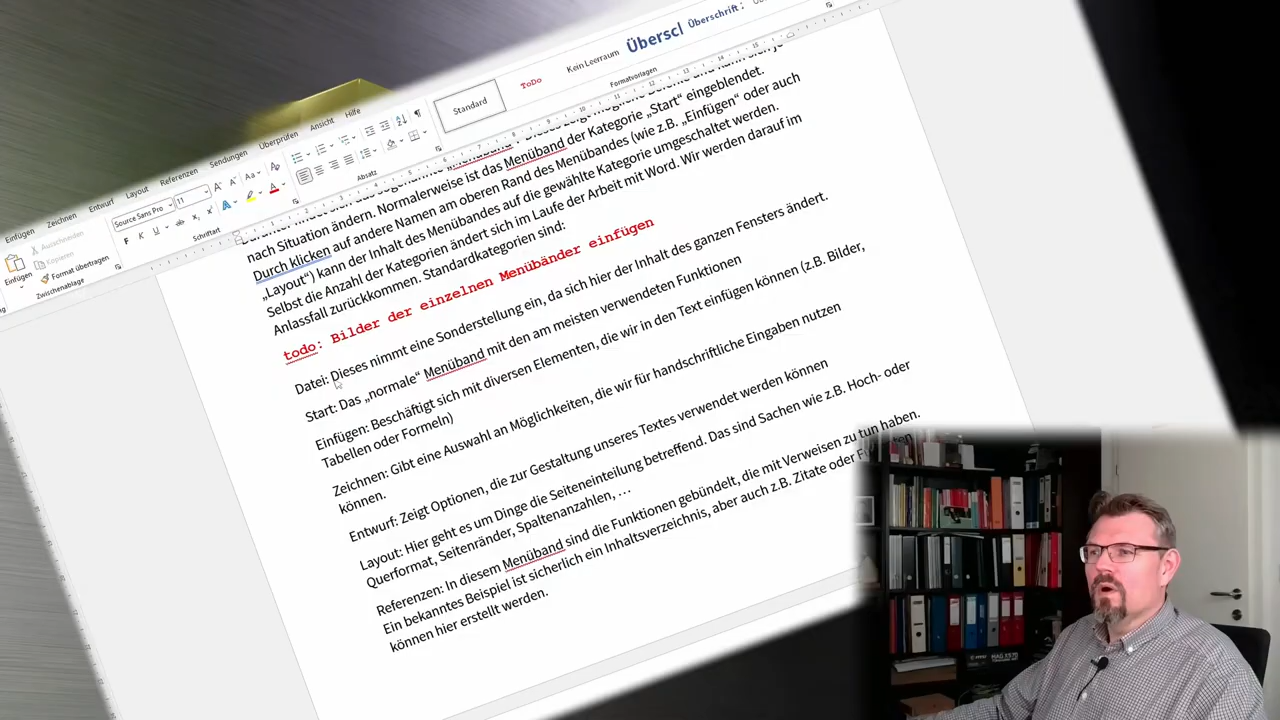 Übersc
Überschrift
Kein Leerraum
ToDo
Standard
Formatvorlagen
Hilfe
Ansicht
Überprüfen
Sendungen
Referenzen
Layout
Entwurf
Zeichnen
Einfügen
Ausschneiden
Kopieren
Format übertragen
Einfügen
Zwischenablage
Source Sans Pro
11
Schriftart
Absatz
nach Situation ändern. Normalerweise ist das Menüband der Kategorie „Start“ eingeblendet.
Durch klicken auf andere Namen am oberen Rand des Menübandes (wie z.B. „Einfügen“ oder auch
„Layout“) kann der Inhalt des Menübandes auf die gewählte Kategorie umgeschaltet werden.
Selbst die Anzahl der Kategorien ändert sich im Laufe der Arbeit mit Word. Wir werden darauf im
Anlassfall zurückkommen. Standardkategorien sind:
todo: Bilder der einzelnen Menübänder einfügen
Datei: Dieses nimmt eine Sonderstellung ein, da sich hier der Inhalt des ganzen Fensters ändert.
Start: Das „normale“ Menüband mit den am meisten verwendeten Funktionen
Einfügen: Beschäftigt sich mit diversen Elementen, die wir in den Text einfügen können (z.B. Bilder,
Tabellen oder Formeln)
Zeichnen: Gibt eine Auswahl an Möglichkeiten, die wir für handschriftliche Eingaben nutzen
können.
Entwurf: Zeigt Optionen, die zur Gestaltung unseres Textes verwendet werden können
Layout: Hier geht es um Dinge die Seiteneinteilung betreffend. Das sind Sachen wie z.B. Hoch- oder
Querformat, Seitenränder, Spaltenanzahlen, …
Referenzen: In diesem Menüband sind die Funktionen gebündelt, die mit Verweisen zu tun haben.
Ein bekanntes Beispiel ist sicherlich ein Inhaltsverzeichnis, aber auch z.B. Zitate oder
können hier erstellt werden.